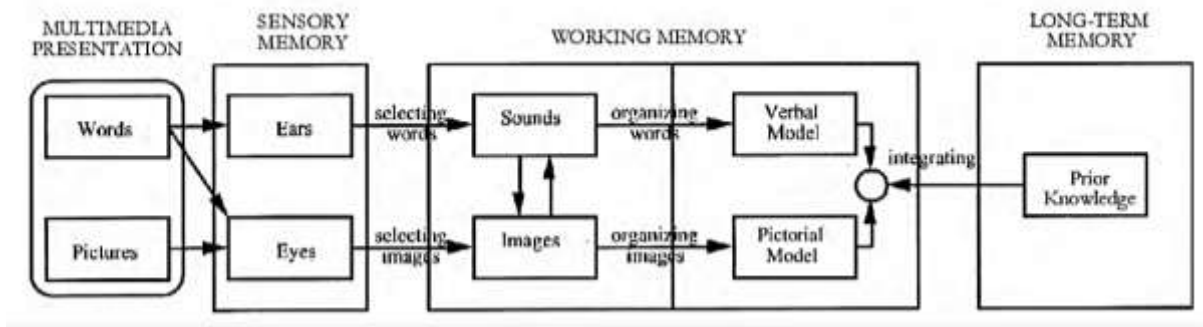 MULTIMEDIA
PRESENTATION
SENSORY
MEMORY
WORKING MEMORY
LONG-TERM
MEMORY
Words
Ears
selecting
words
Sounds
organizing
words
Verbal
Model
integrating
Prior
Knowledge
Pictures
Eyes
selecting
images
Images
organizing
images
Pictorial
Model